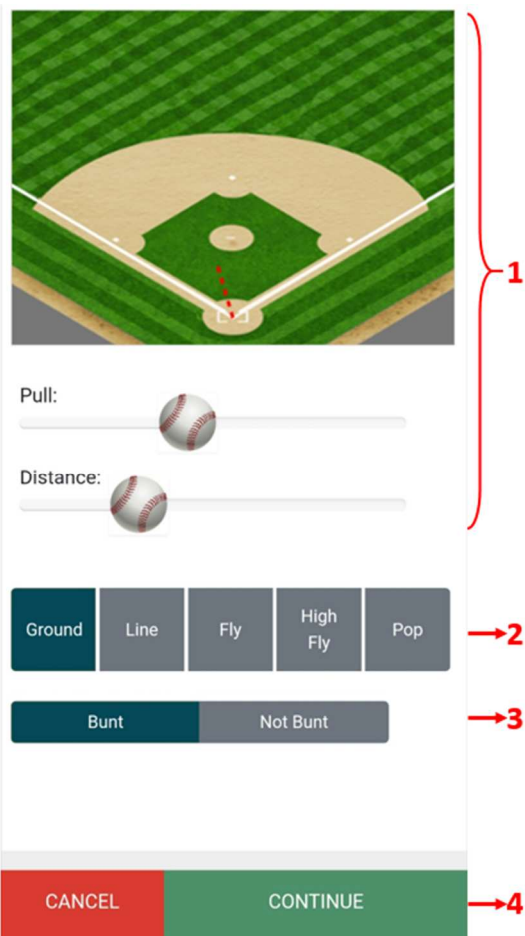 1
Pull:
Distance:
Ground Line Fly High Fly Pop
2
Bunt Not Bunt
3
CANCEL CONTINUE
4